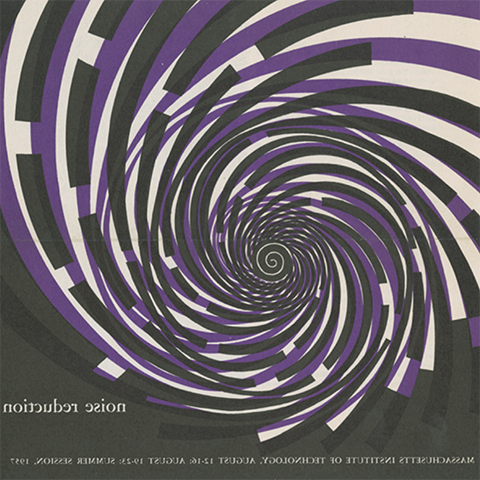 noise reduction
MASSACHUSETTS INSTITUTE OF TECHNOLOGY, AUGUST 12-16; AUGUST 19-23; SUMMER SESSION, 1957